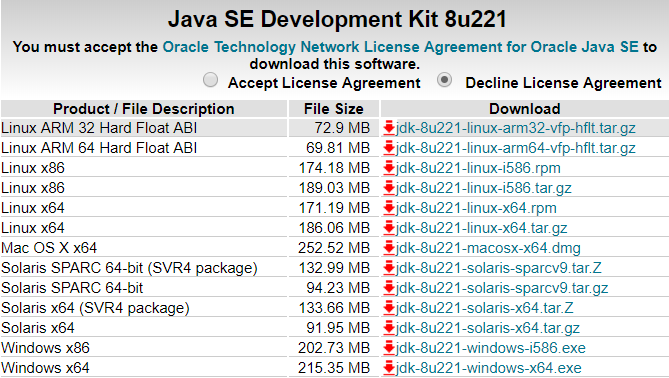 Java SE Development Kit 8u221
You must accept the Oracle Technology Network License Agreement for Oracle Java SE to
download this software.
Accept License Agreement Decline License Agreement
Product / File Description File Size Download
Linux ARM 32 Hard Float ABI 72.9 MB jdk-8u221-linux-arm32-vfp-hflt.tar.gz
Linux ARM 64 Hard Float ABI 69.81 MB jdk-8u221-linux-arm64-vfp-hflt.tar.gz
Linux x86 174.18 MB jdk-8u221-linux-i586.rpm
Linux x86 189.03 MB jdk-8u221-linux-i586.tar.gz
Linux x64 171.19 MB jdk-8u221-linux-x64.rpm
Linux x64 186.06 MB jdk-8u221-linux-x64.tar.gz
Mac OS X x64 252.52 MB jdk-8u221-macosx-x64.dmg
Solaris SPARC 64-bit (SVR4 package) 132.99 MB jdk-8u221-solaris-sparcv9.tar.Z
Solaris SPARC 64-bit 94.23 MB jdk-8u221-solaris-sparcv9.tar.gz
Solaris x64 (SVR4 package) 133.66 MB jdk-8u221-solaris-x64.tar.Z
Solaris x64 91.95 MB jdk-8u221-solaris-x64.tar.gz
Windows x86 202.73 MB jdk-8u221-windows-i586.exe
Windows x64 215.35 MB jdk-8u221-windows-x64.exe